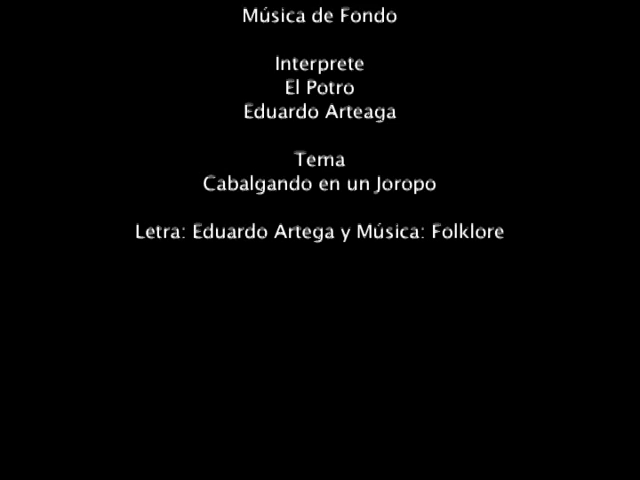 Música de Fondo
Interprete
El Potro
Eduardo Arteaga
Tema
Cabalgando en un Joropo
Letra: Eduardo Artega y Música: Folklore